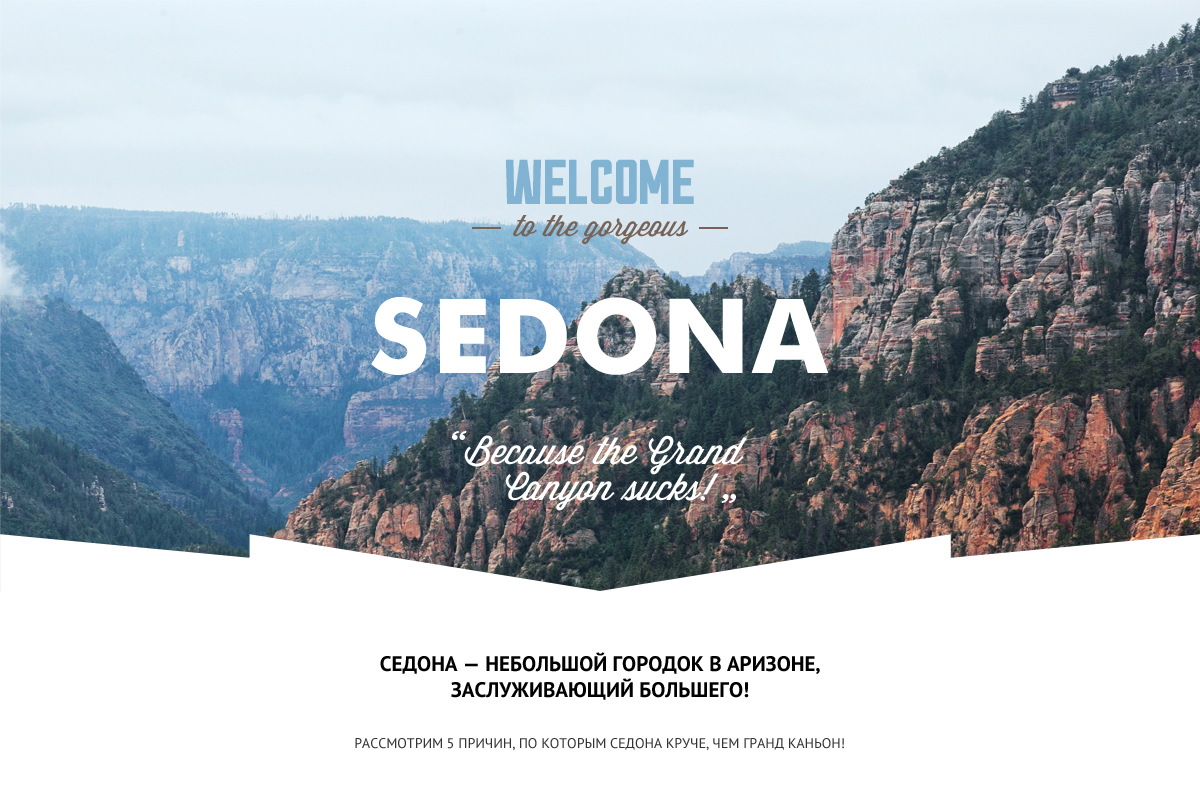 WELCOME
— to the gorgeous —
SEDONA
“Because the Grand
Canyon sucks!„
СЕДОНА — НЕБОЛЬШОЙ ГОРОДОК В АРИЗОНЕ,
ЗАСЛУЖИВАЮЩИЙ БОЛЬШЕГО!
РАССМОТРИМ 5 ПРИЧИН, ПО КОТОРЫМ СЕДОНА КРУЧЕ, ЧЕМ ГРАНД КАНЬОН!